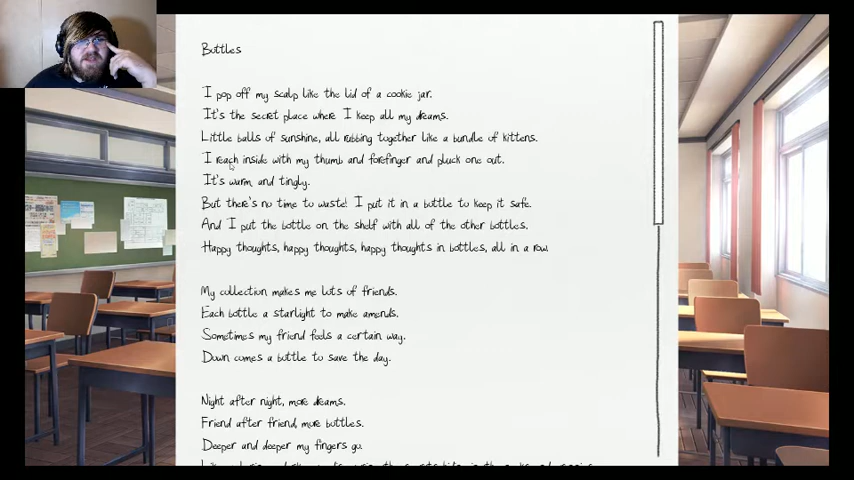 Bottles
I pop off my scalp like the lid of a cookie jar.
It's the secret place where I keep all my dreams.
Little balls of sunshine, all rubbing together like a bundle of kittens.
I reach inside with my thumb and forefinger and pluck one out.
It's warm and tingly.
But there's no time to waste! I put it in a bottle to keep it safe.
And I put the bottle on the shelf with all of the other bottles.
Happy thoughts, happy thoughts, happy thoughts in bottles, all in a row.
My collection makes me lots of friends.
Each bottle a starlight to make amends.
Sometimes my friend feels a certain way.
Down comes a bottle to save the day.
Night after night, more dreams.
Friend after friend, more bottles.
Deeper and deeper my fingers go.